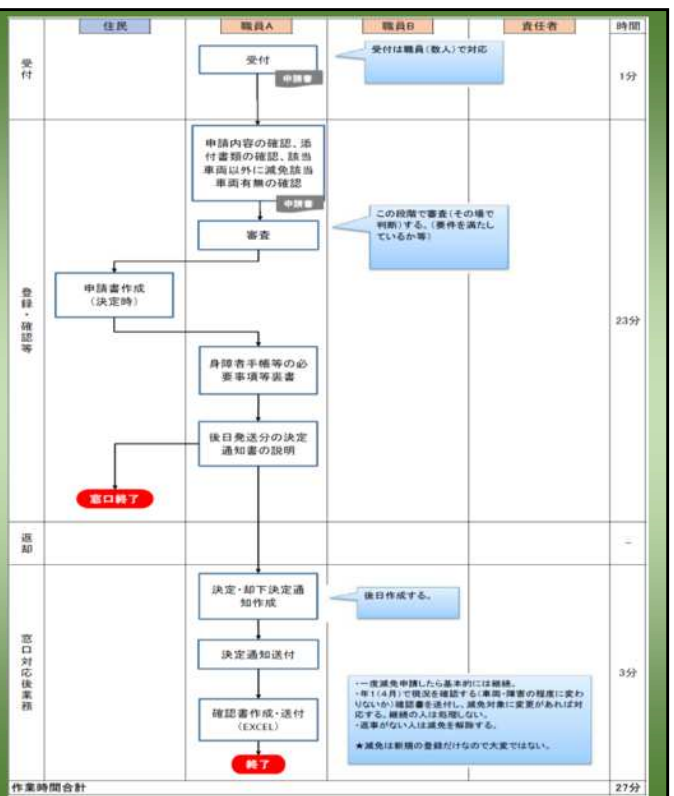 住民
職員A
職員B
責任者
時間
受付
受付
申請書
受付は職員(数人)で対応
1分
登録・確認等
申請内容の確認、添
付書類の確認、該当
車両以外に減免該当
車両有無の確認
申請書
審査
この段階で審査(その場で
判断)する。(要件を満たし
ているか等)
申請書作成
(決定時)
23分
身障者手帳等の必
要事項等裏書
後日発送分の決定
通知書の説明
窓口終了
返却
－
窓口対応後業務
決定・却下決定通
知作成
後日作成する。
決定通知送付
3分
確認書作成・送付
(EXCEL)
・一度減免申請したら基本的には継続。
・年1(4月)で現況を確認する(車両・障害の程度に変わ
りないか)確認書を送付し、減免対象に変更があれば対
応する。継続の人は処理しない。
・返事がない人は減免を解除する。
★減免は新規の登録だけなので大変ではない。
終了
作業時間合計
27分